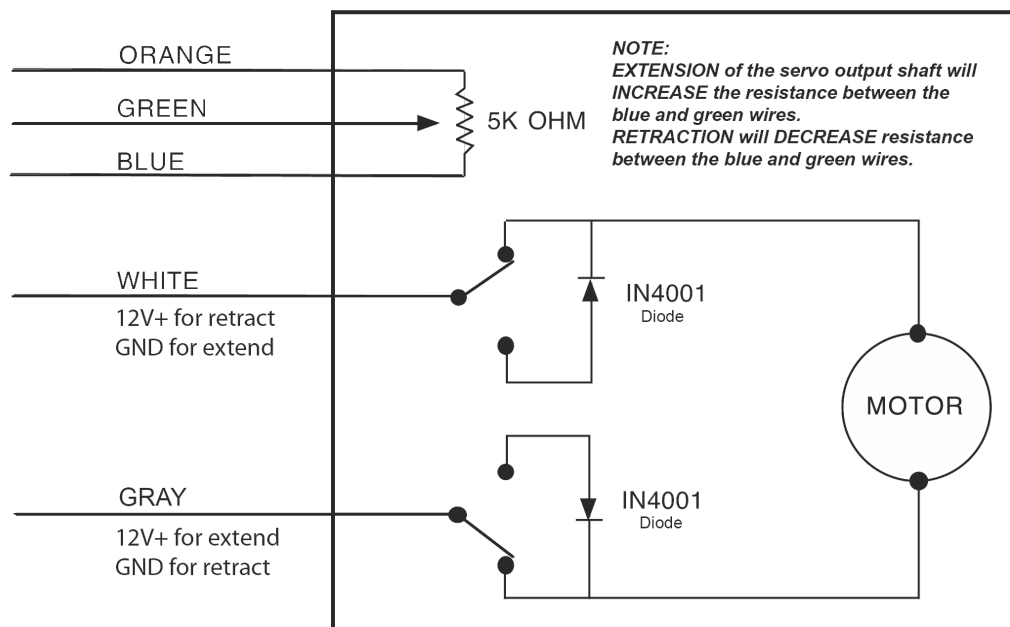 ORANGE
GREEN
BLUE
5K OHM
NOTE:
EXTENSION of the servo output shaft will
INCREASE the resistance between the
blue and green wires.
RETRACTION will DECREASE resistance
between the blue and green wires.
WHITE
12V+ for retract
GND for extend
IN4001
Diode
MOTOR
GRAY
12V+ for extend
GND for retract
IN4001
Diode